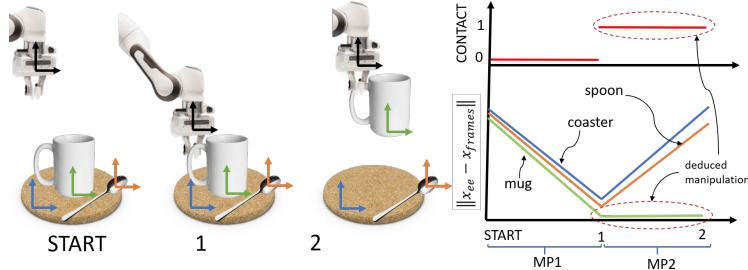 START
1
2
CONTACT
1
0
‖x_ee − x_frames‖
spoon
coaster
mug
deduced
manipulation
START
1
2
MP1
MP2